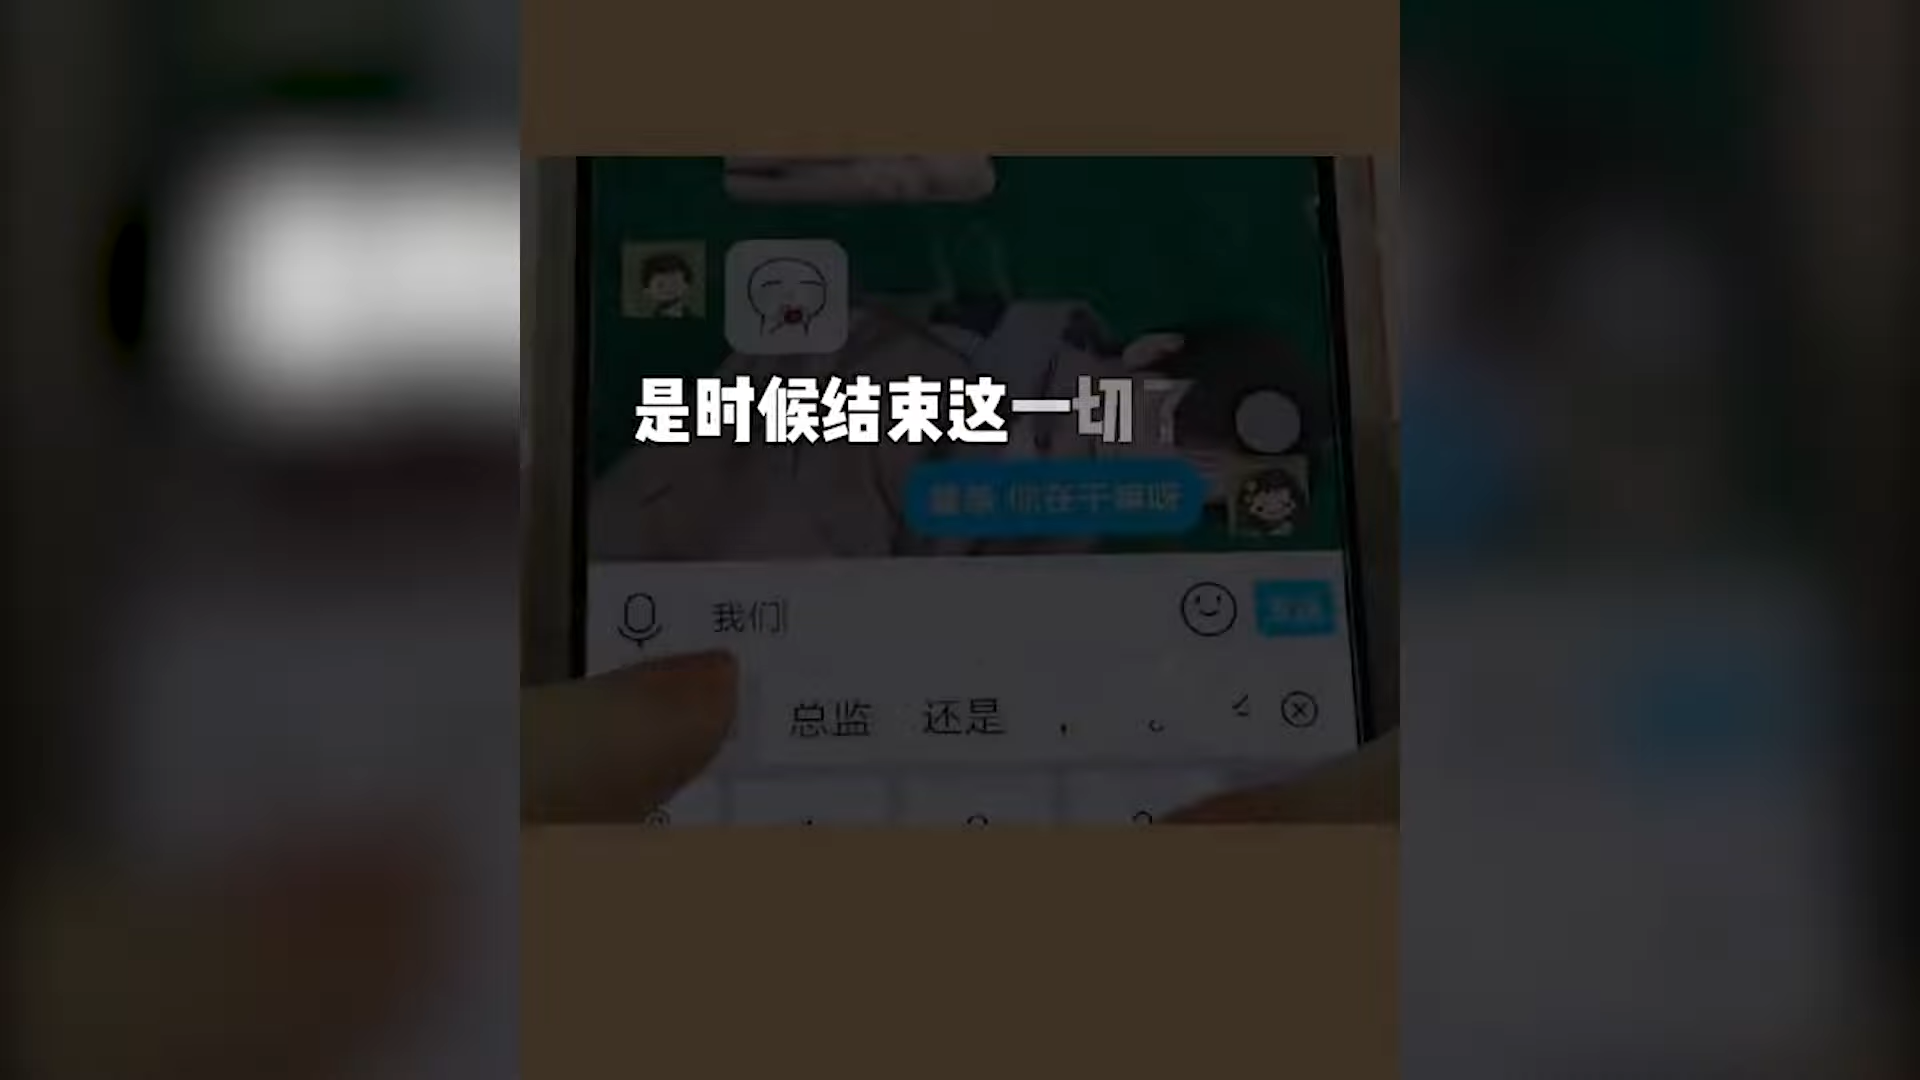 是时候结束这一切了
你在干嘛呀
我们
总监 还是 , 。